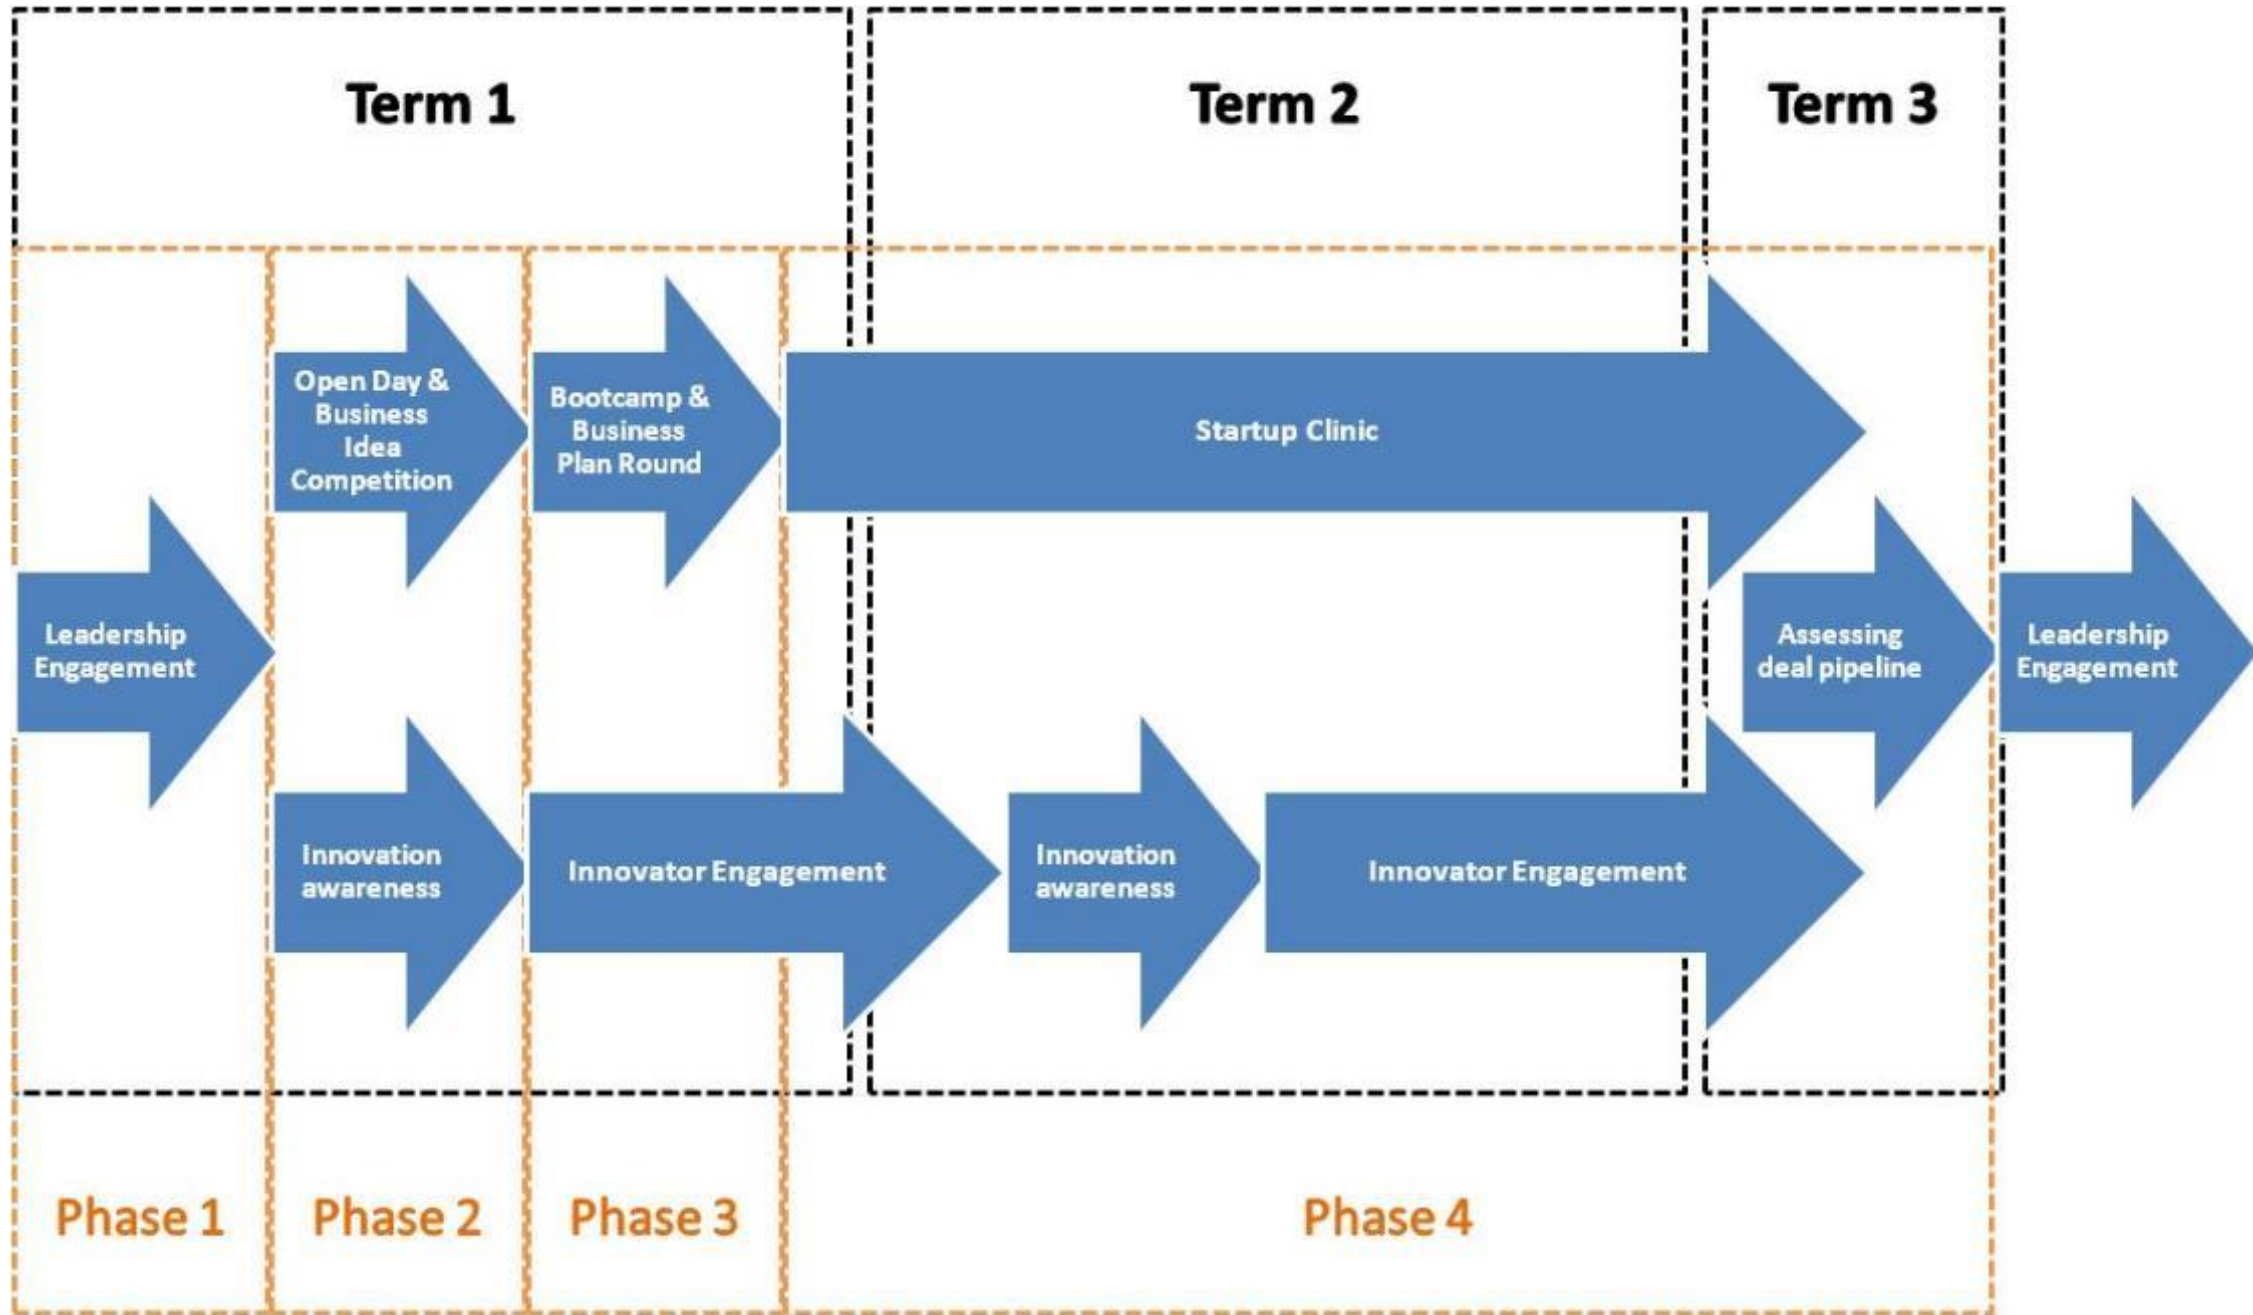 Term 1
Term 2
Term 3
Open Day &
Business
Idea
Competition
Bootcamp &
Business
Plan Round
Startup Clinic
Leadership
Engagement
Assessing
deal pipeline
Leadership
Engagement
Innovation
awareness
Innovator Engagement
Innovation
awareness
Innovator Engagement
Phase 1
Phase 2
Phase 3
Phase 4